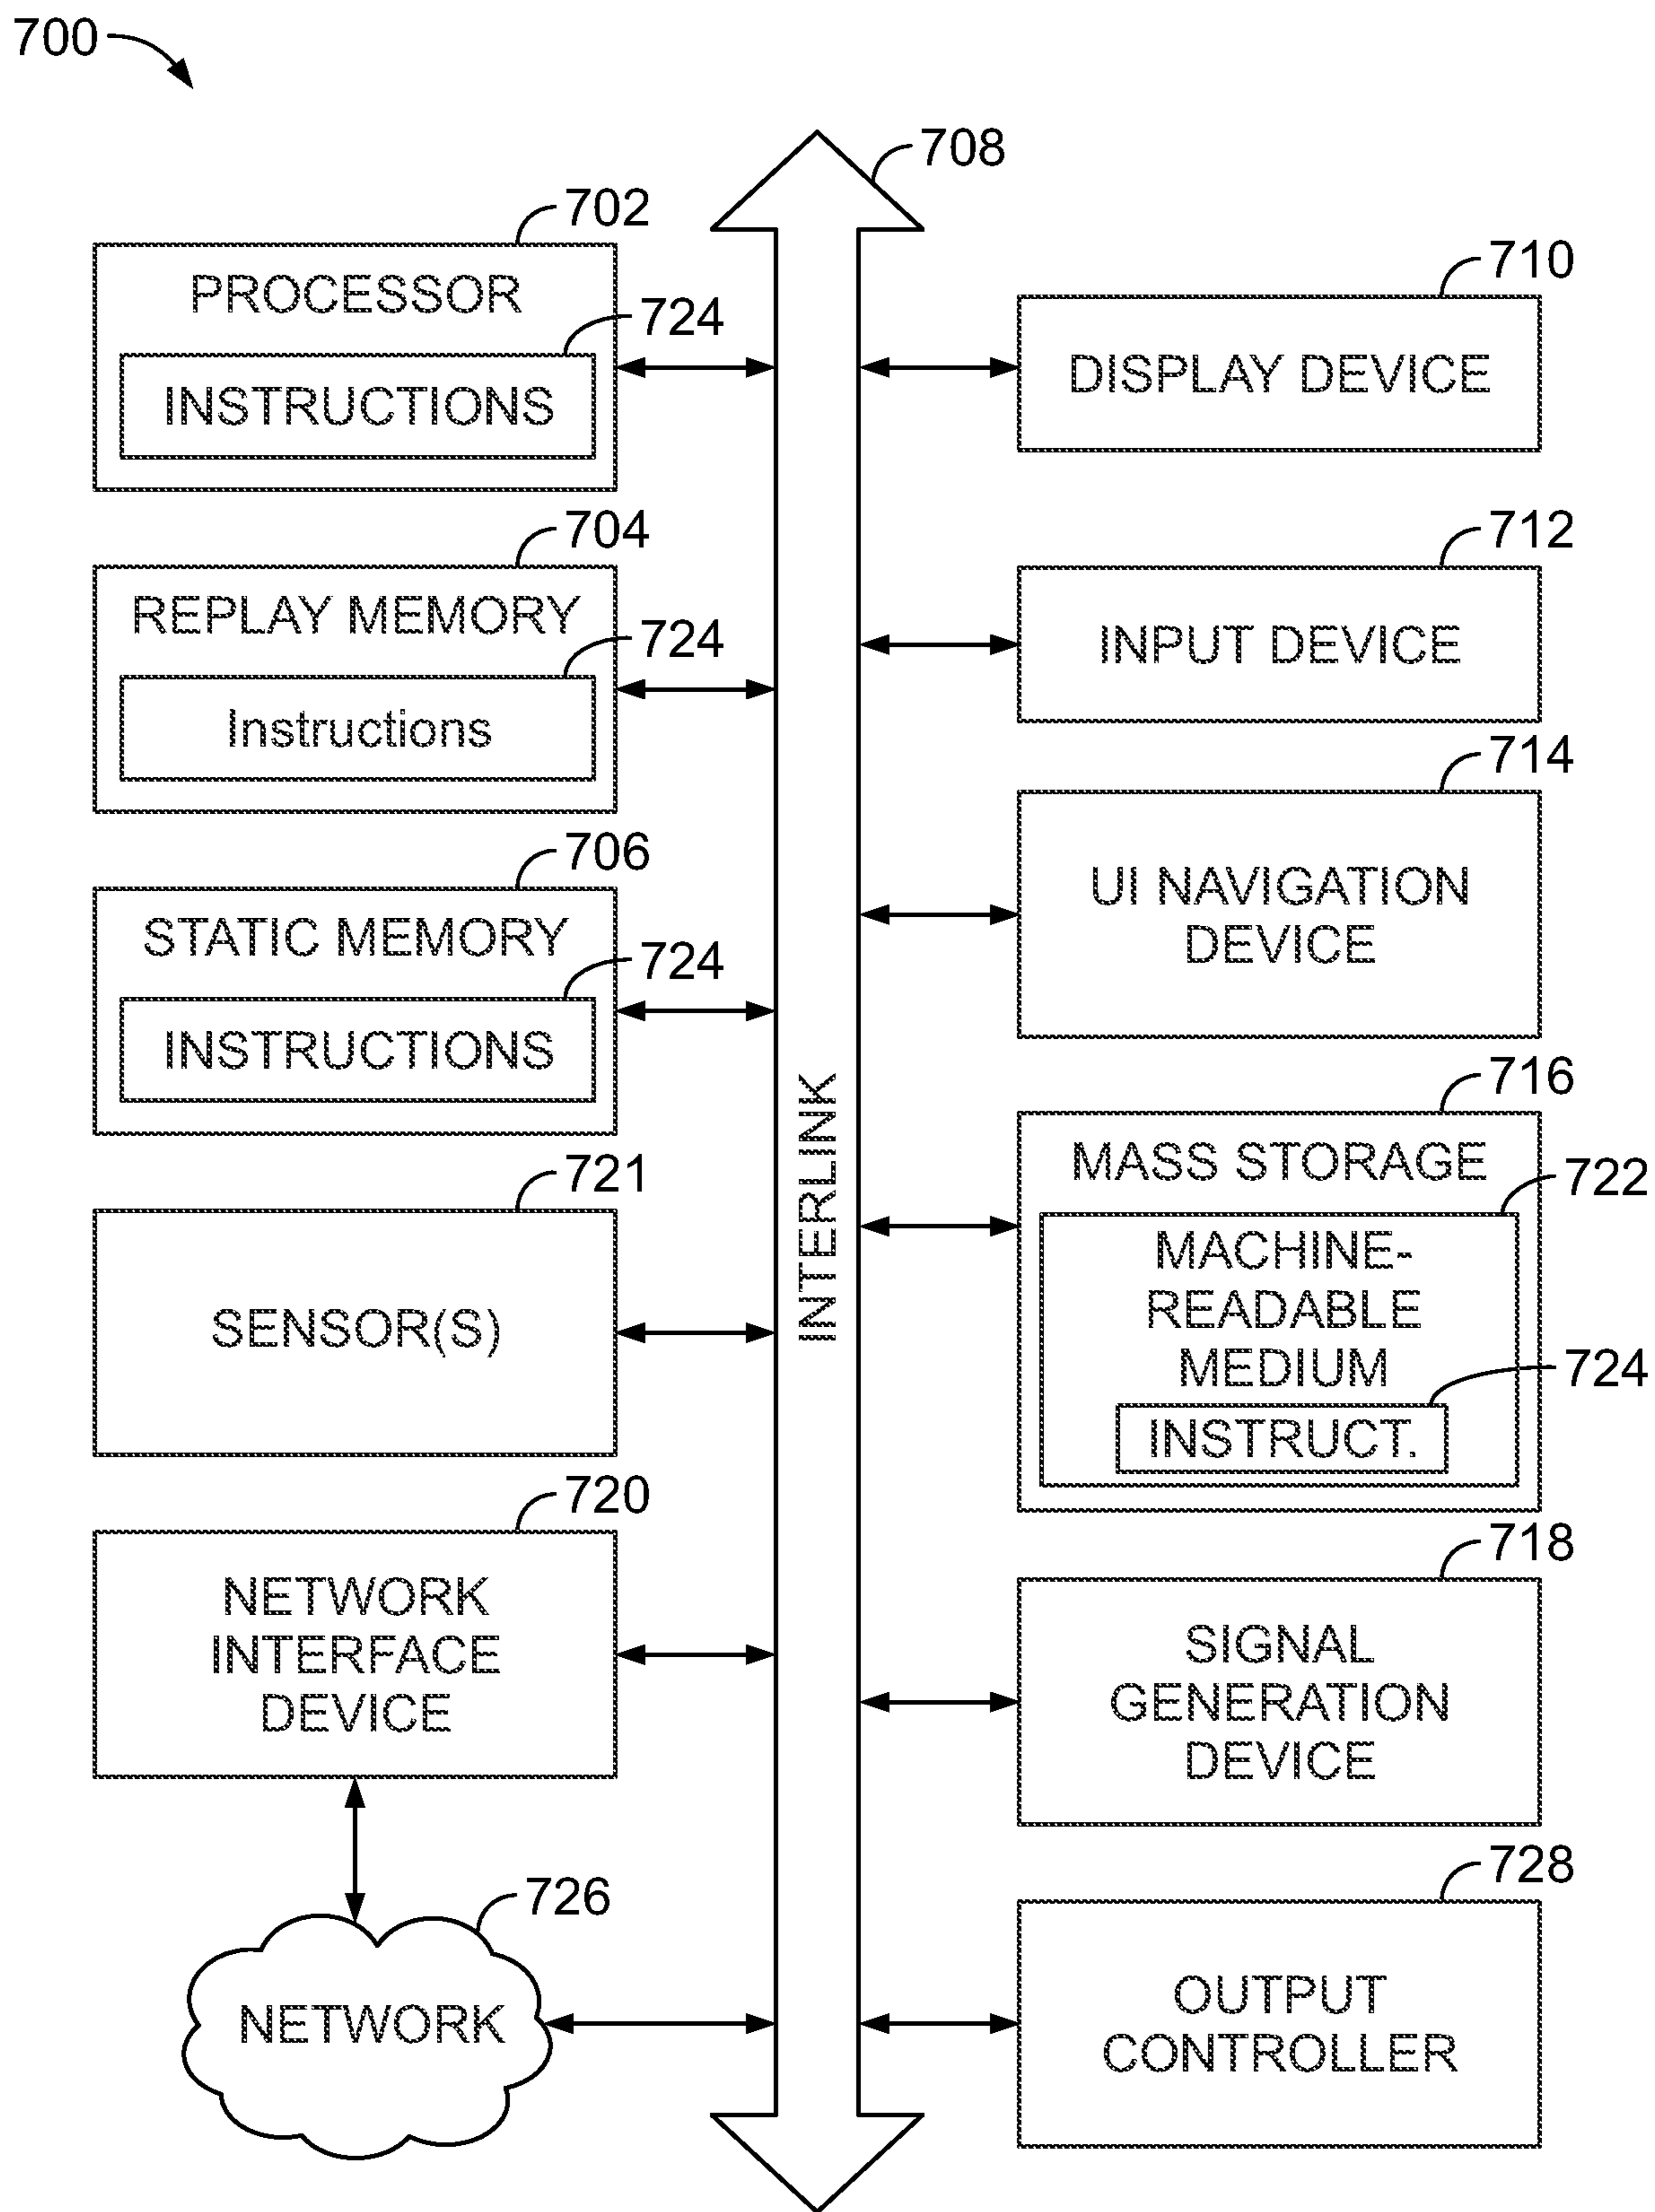 700
708
702
PROCESSOR
724
INSTRUCTIONS
704
REPLAY MEMORY
724
Instructions
706
STATIC MEMORY
724
INSTRUCTIONS
721
SENSOR(S)
720
NETWORK
INTERFACE
DEVICE
726
NETWORK
INTERLINK
710
DISPLAY DEVICE
712
INPUT DEVICE
714
UI NAVIGATION
DEVICE
716
MASS STORAGE
722
MACHINE-
READABLE
MEDIUM
724
INSTRUCT.
718
SIGNAL
GENERATION
DEVICE
728
OUTPUT
CONTROLLER